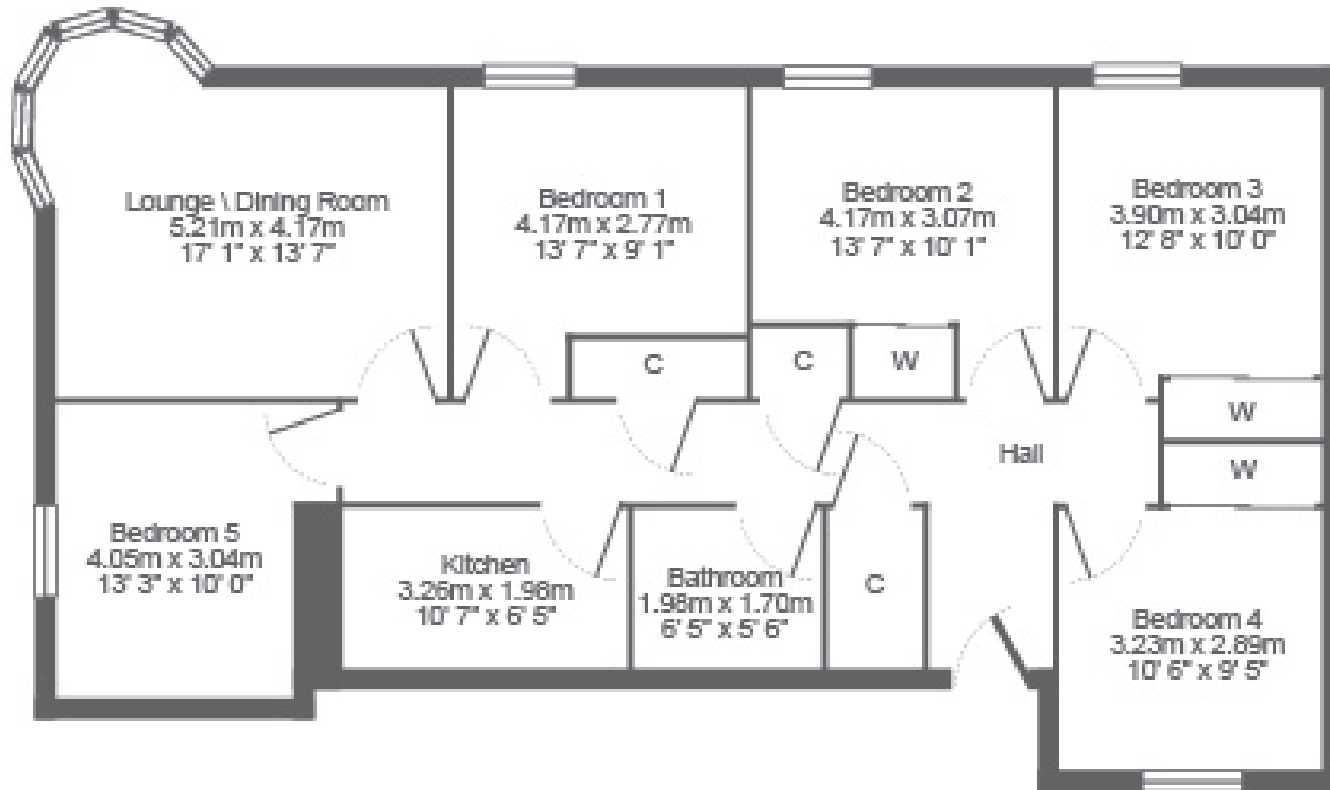 Lounge \ Dining Room
5.21m x 4.17m
17' 1" x 13' 7"
Bedroom 1
4.17m x 2.77m
13' 7" x 9' 1"
Bedroom 2
4.17m x 3.07m
13' 7" x 10' 1"
Bedroom 3
3.90m x 3.04m
12' 8" x 10' 0"
C
C
W
W
Hall
W
Bedroom 5
4.05m x 3.04m
13' 3" x 10' 0"
Kitchen
3.26m x 1.98m
10' 7" x 6' 5"
Bathroom
1.98m x 1.70m
6' 5" x 5' 6"
C
Bedroom 4
3.23m x 2.89m
10' 6" x 9' 5"